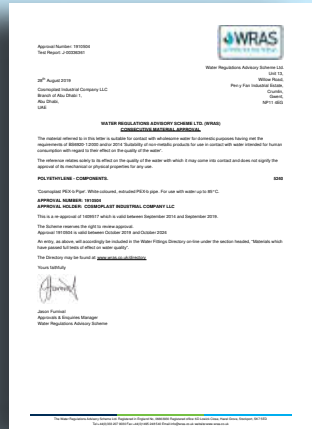 WRAS
Approval Number: 1910504
Test Report: J-00336341
Water Regulations Advisory Scheme Ltd.
Unit 13,
Willow Road,
Pen y Fan Industrial Estate,
Crumlin,
Gwent,
NP11 4EG
28th August 2019
Cosmoplast Industrial Company LLC
Branch of Abu Dhabi 1,
Abu Dhabi,
UAE
WATER REGULATIONS ADVISORY SCHEME LTD. (WRAS)
CONSECUTIVE MATERIAL APPROVAL
The material referred to in this letter is suitable for contact with wholesome water for domestic purposes having met the
requirements of BS6920-1:2000 and/or 2014 'Suitability of non-metallic products for use in contact with water intended for human
consumption with regard to their effect on the quality of the water'.
The reference relates solely to its effect on the quality of the water with which it may come into contact and does not signify the
approval of its mechanical or physical properties for any use.
POLYETHYLENE - COMPONENTS. 5280
'Cosmoplast PEX-b Pipe'. White coloured, extruded PEX-b pipe. For use with water up to 85°C.
APPROVAL NUMBER: 1910504
APPROVAL HOLDER: COSMOPLAST INDUSTRIAL COMPANY LLC
This is a re-approval of 1409517 which is valid between September 2014 and September 2019.
The Scheme reserves the right to review approval.
Approval 1910504 is valid between October 2019 and October 2024
An entry, as above, will accordingly be included in the Water Fittings Directory on-line under the section headed, "Materials which
have passed full tests of effect on water quality".
The Directory may be found at: www.wras.co.uk/directory
Yours faithfully
Jason Furnival
Approvals & Enquiries Manager
Water Regulations Advisory Scheme